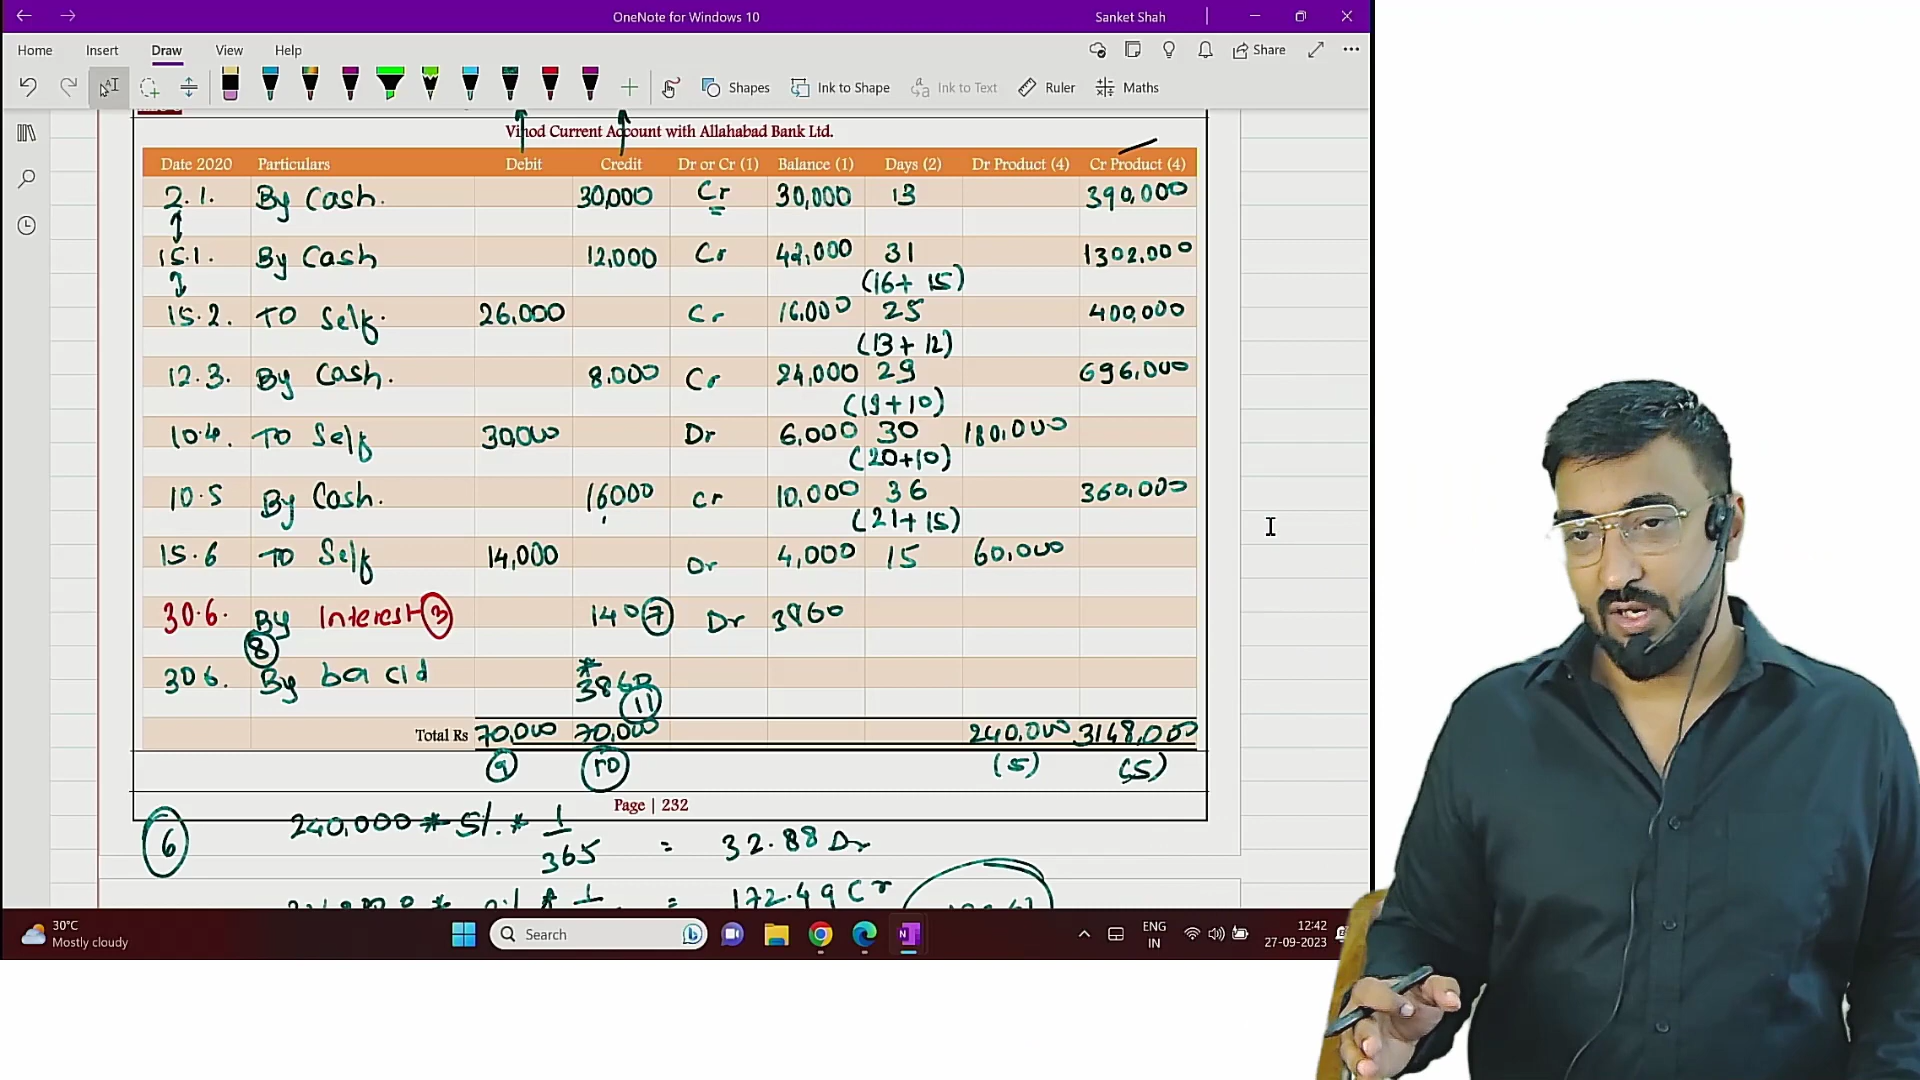 OneNote for Windows 10
Sanket Shah
Home Insert Draw View Help
Share
Shapes Ink to Shape Ink to Text Ruler Maths
Vinod Current Account with Allahabad Bank Ltd.
Date 2020 Particulars Debit Credit Dr or Cr (1) Balance (1) Days (2) Dr Product (4) Cr Product (4)
2.1. By Cash. 30,000 Cr 30,000 13 390,000
15.1. By Cash 12,000 Cr 42,000 31 1302,000
(16+ 15)
15.2. TO Self. 26,000 Cr 16,000 25 400,000
(13+ 12)
12.3. By Cash. 8,000 Cr 24,000 29 696,000
(19+10)
10.4. TO Self 30,000 Dr 6,000 30 180,000
(20+10)
10.5 By Cash. 16000 Cr 10,000 36 360,000
(21+15)
15.6 TO Self 14,000 Dr 4,000 15 60,000
30.6. By Interest 3 140 7 Dr 3860
8
30 6. By bal c/d * 3860
11
Total Rs 70,000 70,000 240,000 3148,000
9 10 (5) (5)
Page | 232
6 240,000 * 5%. * 1/365 = 32.88 Dr
= 172.49 Cr
30°C
Mostly cloudy
Search
ENG
IN
12:42
27-09-2023